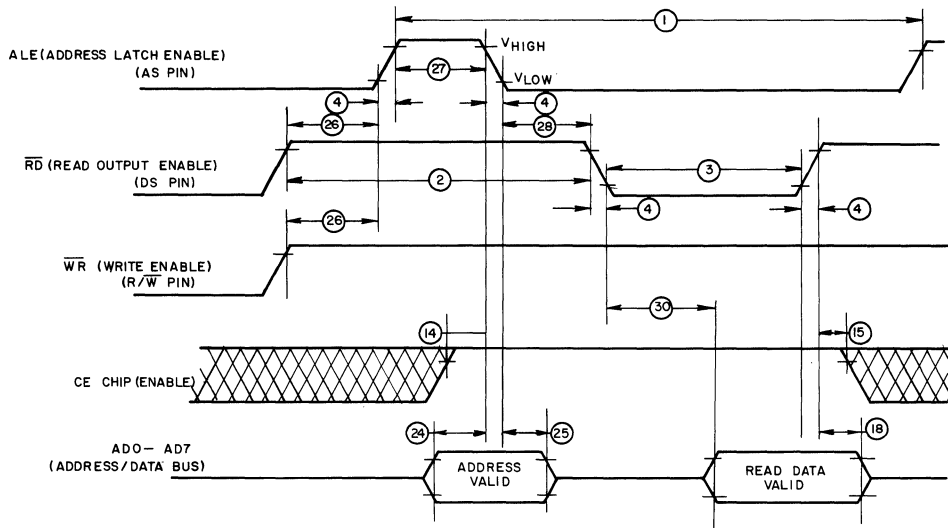 1
ALE (ADDRESS LATCH ENABLE)
(AS PIN)
VHIGH
27
VLOW
4
4
26
28
R̅D̅ (READ OUTPUT ENABLE)
(DS PIN)
2
3
4
4
26
W̅R̅ (WRITE ENABLE)
(R/W̅ PIN)
30
14
15
CE CHIP (ENABLE)
24
25
18
AD0– AD7
(ADDRESS/DATA BUS)
ADDRESS
VALID
READ DATA
VALID